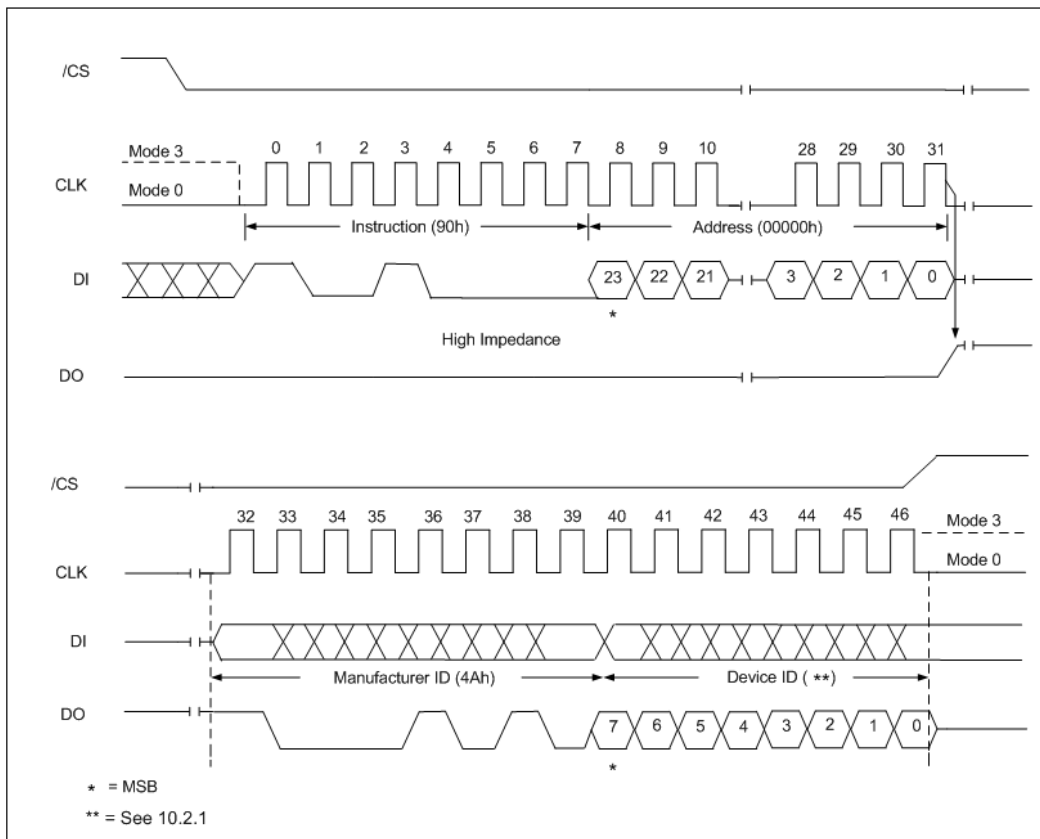 /CS
Mode 3
0 1 2 3 4 5 6 7 8 9 10 28 29 30 31
CLK
Mode 0
Instruction (90h) Address (00000h)
DI
23 22 21 3 2 1 0
*
High Impedance
DO
/CS
32 33 34 35 36 37 38 39 40 41 42 43 44 45 46
Mode 3
CLK
Mode 0
DI
Manufacturer ID (4Ah) Device ID ( **)
DO
7 6 5 4 3 2 1 0
*
* = MSB
** = See 10.2.1